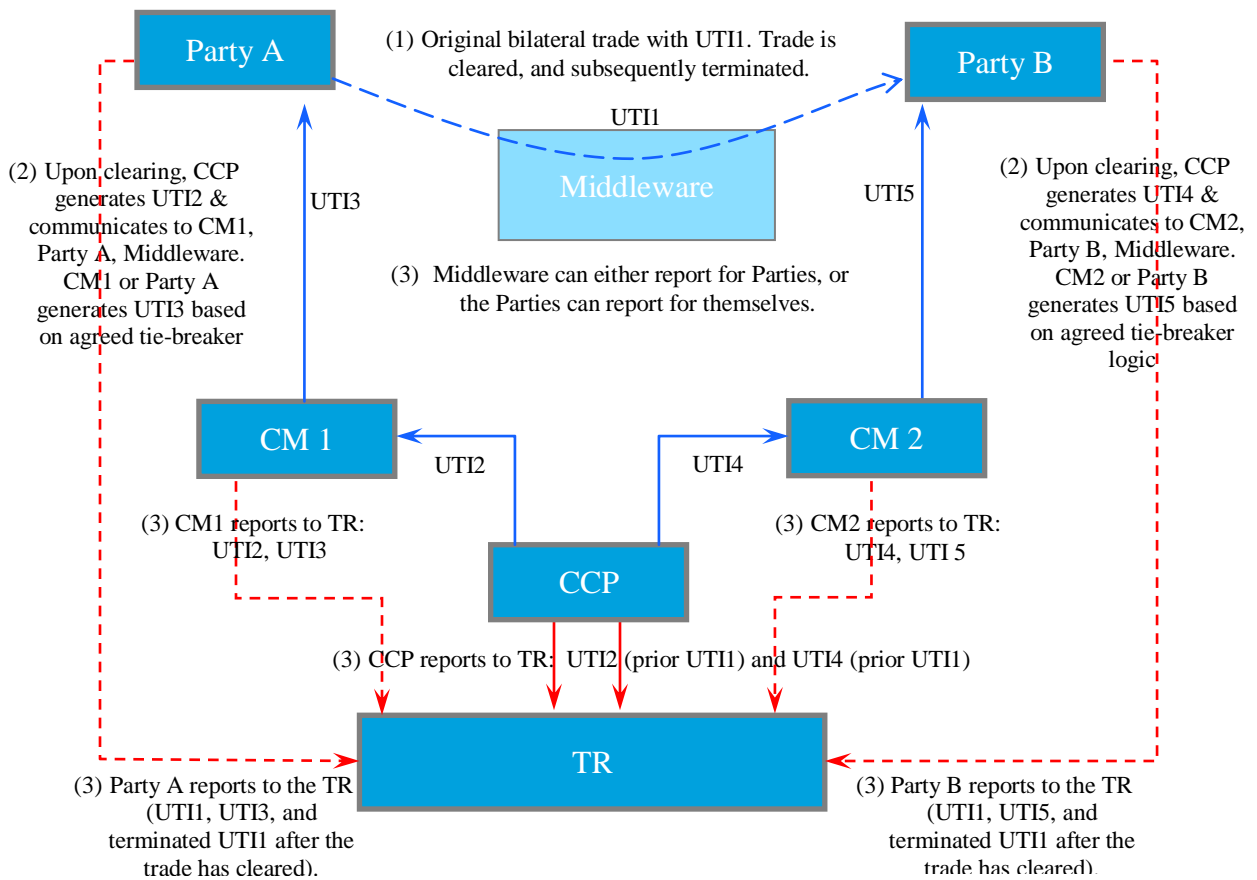 Party A
(1) Original bilateral trade with UTI1. Trade is
cleared, and subsequently terminated.
Party B
UTI1
Middleware
(2) Upon clearing, CCP
generates UTI2 &
communicates to CM1,
Party A, Middleware.
CM1 or Party A
generates UTI3 based
on agreed tie-breaker
UTI3
UTI5
(2) Upon clearing, CCP
generates UTI4 &
communicates to CM2,
Party B, Middleware.
CM2 or Party B
generates UTI5 based
on agreed tie-breaker
logic
(3) Middleware can either report for Parties, or
the Parties can report for themselves.
CM 1
CM 2
UTI2
UTI4
(3) CM1 reports to TR:
UTI2, UTI3
(3) CM2 reports to TR:
UTI4, UTI 5
CCP
(3) CCP reports to TR: UTI2 (prior UTI1) and UTI4 (prior UTI1)
TR
(3) Party A reports to the TR
(UTI1, UTI3, and
terminated UTI1 after the
trade has cleared).
(3) Party B reports to the TR
(UTI1, UTI5, and
terminated UTI1 after the
trade has cleared).